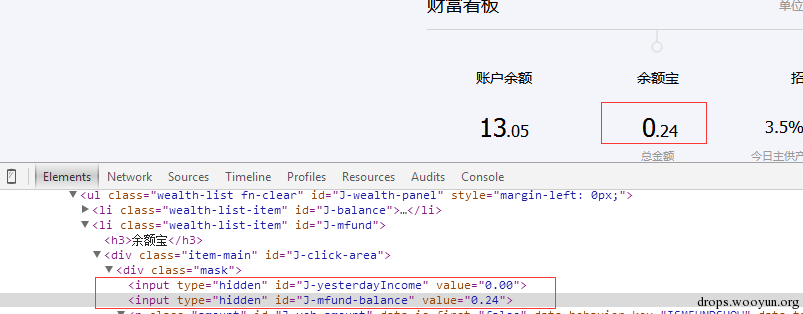 财富看板 单位
账户余额 余额宝 招
13.05 0.24 3.5%
总金额 今日主供产
Elements Network Sources Timeline Profiles Resources Audits Console
▼<ul class="wealth-list fn-clear" id="J-wealth-panel" style="margin-left: 0px;">
▶<li class="wealth-list-item" id="J-balance">…</li>
▼<li class="wealth-list-item" id="J-mfund">
<h3>余额宝</h3>
▼<div class="item-main" id="J-click-area">
▼<div class="mask">
<input type="hidden" id="J-yesterdayIncome" value="0.00">
<input type="hidden" id="J-mfund-balance" value="0.24">
drops.wooyun.org